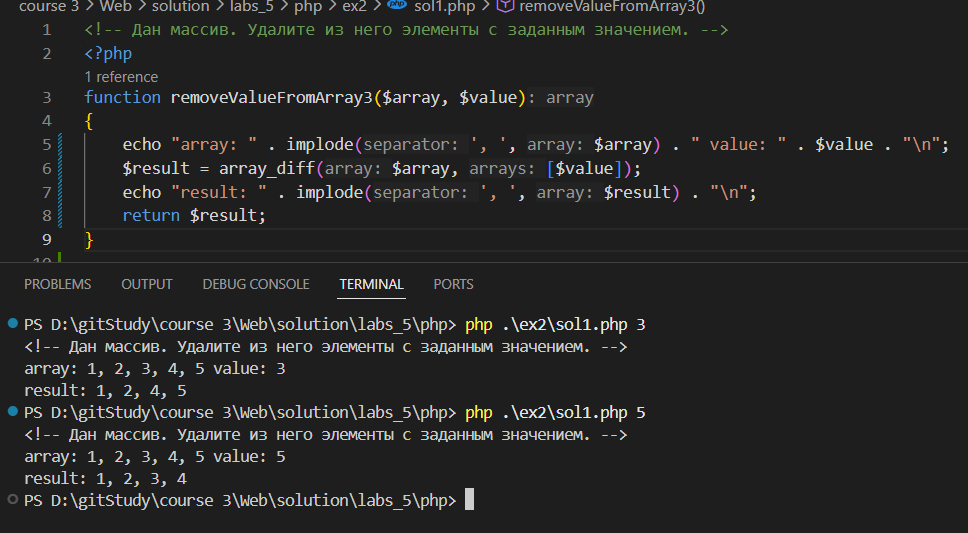 course 3 > Web > solution > labs_5 > php > ex2 > php sol1.php > removeValueFromArray3()
1 <!-- Дан массив. Удалите из него элементы с заданным значением. -->
2 <?php
1 reference
3 function removeValueFromArray3($array, $value): array
4 {
5 echo "array: " . implode(separator: ', ', array: $array) . " value: " . $value . "\n";
6 $result = array_diff(array: $array, arrays: [$value]);
7 echo "result: " . implode(separator: ', ', array: $result) . "\n";
8 return $result;
9 }
10
PROBLEMS OUTPUT DEBUG CONSOLE TERMINAL PORTS
PS D:\gitStudy\course 3\Web\solution\labs_5\php> php .\ex2\sol1.php 3
<!-- Дан массив. Удалите из него элементы с заданным значением. -->
array: 1, 2, 3, 4, 5 value: 3
result: 1, 2, 4, 5
PS D:\gitStudy\course 3\Web\solution\labs_5\php> php .\ex2\sol1.php 5
<!-- Дан массив. Удалите из него элементы с заданным значением. -->
array: 1, 2, 3, 4, 5 value: 5
result: 1, 2, 3, 4
PS D:\gitStudy\course 3\Web\solution\labs_5\php>